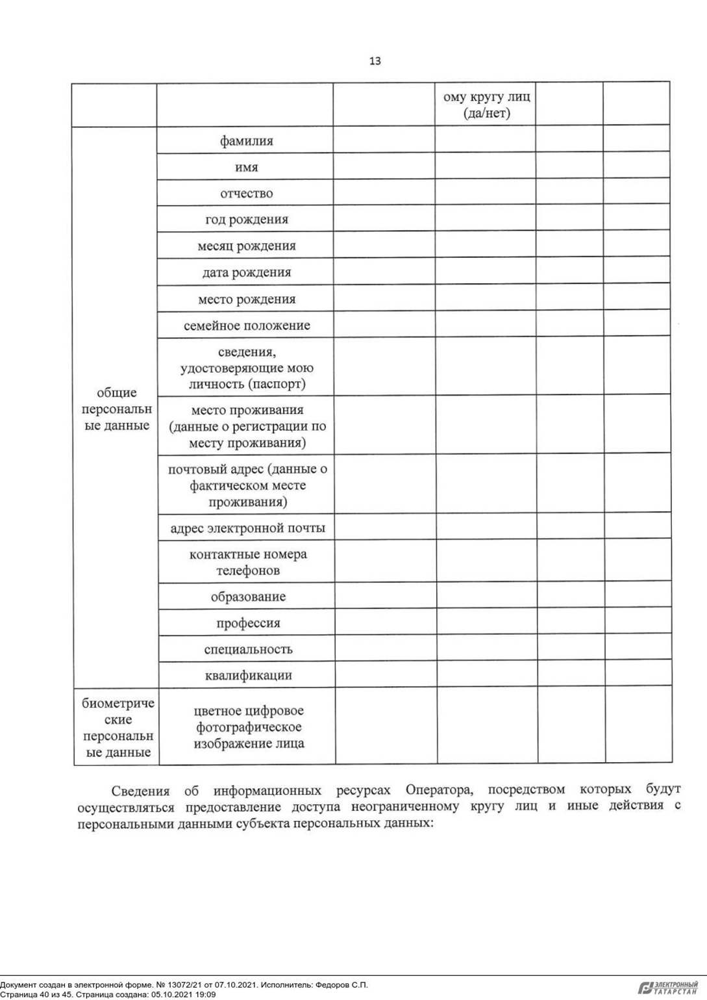 13
ому кругу лиц
(да/нет)
фамилия
имя
отчество
год рождения
месяц рождения
дата рождения
место рождения
семейное положение
сведения,
удостоверяющие мою
личность (паспорт)
общие
персональн
ые данные
место проживания
(данные о регистрации по
месту проживания)
почтовый адрес (данные о
фактическом месте
проживания)
адрес электронной почты
контактные номера
телефонов
образование
профессия
специальность
квалификации
биометриче
ские
персональн
ые данные
цветное цифровое
фотографическое
изображение лица
Сведения об информационных ресурсах Оператора, посредством которых будут
осуществляться предоставление доступа неограниченному кругу лиц и иные действия с
персональными данными субъекта персональных данных:
Документ создан в электронной форме. № 13072/21 от 07.10.2021. Исполнитель: Федоров С.П.
Страница 40 из 45. Страница создана: 05.10.2021 19:09
ЭЛЕКТРОННЫЙ
ТАТАРСТАН